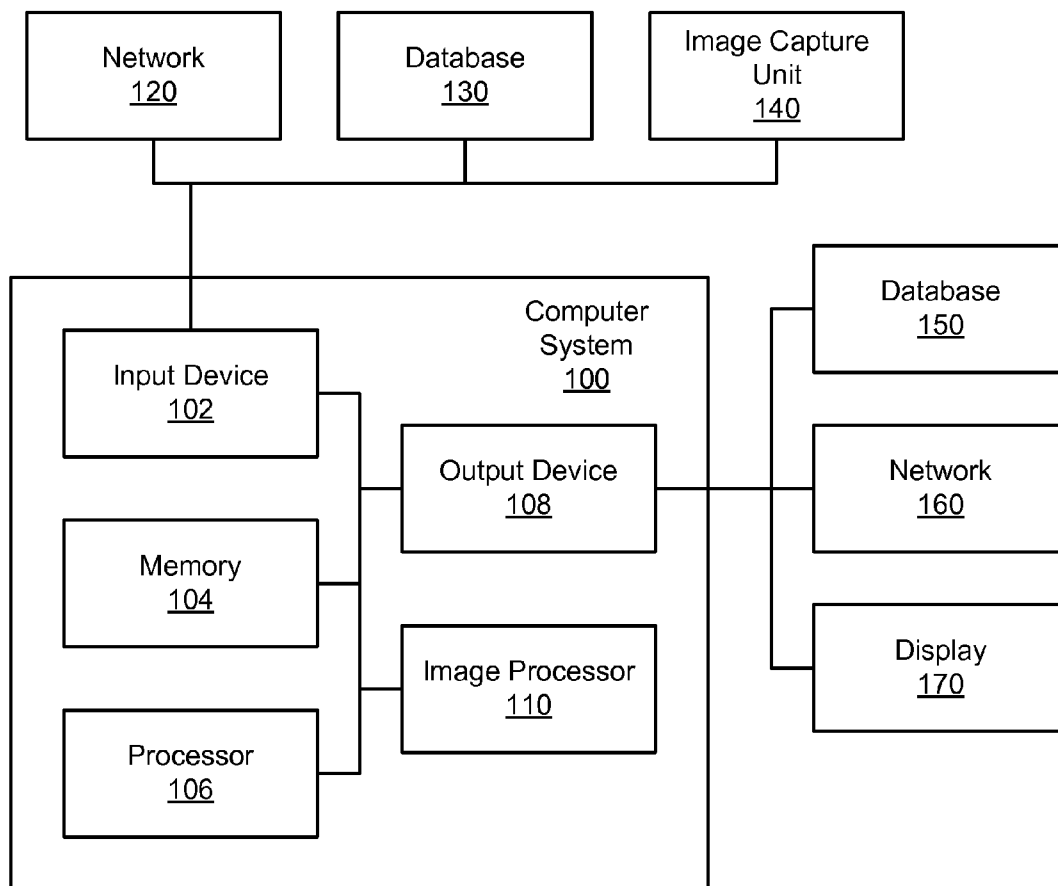 Network
120
Database
130
Image Capture
Unit
140
Computer
System
100
Input Device
102
Memory
104
Processor
106
Output Device
108
Image Processor
110
Database
150
Network
160
Display
170